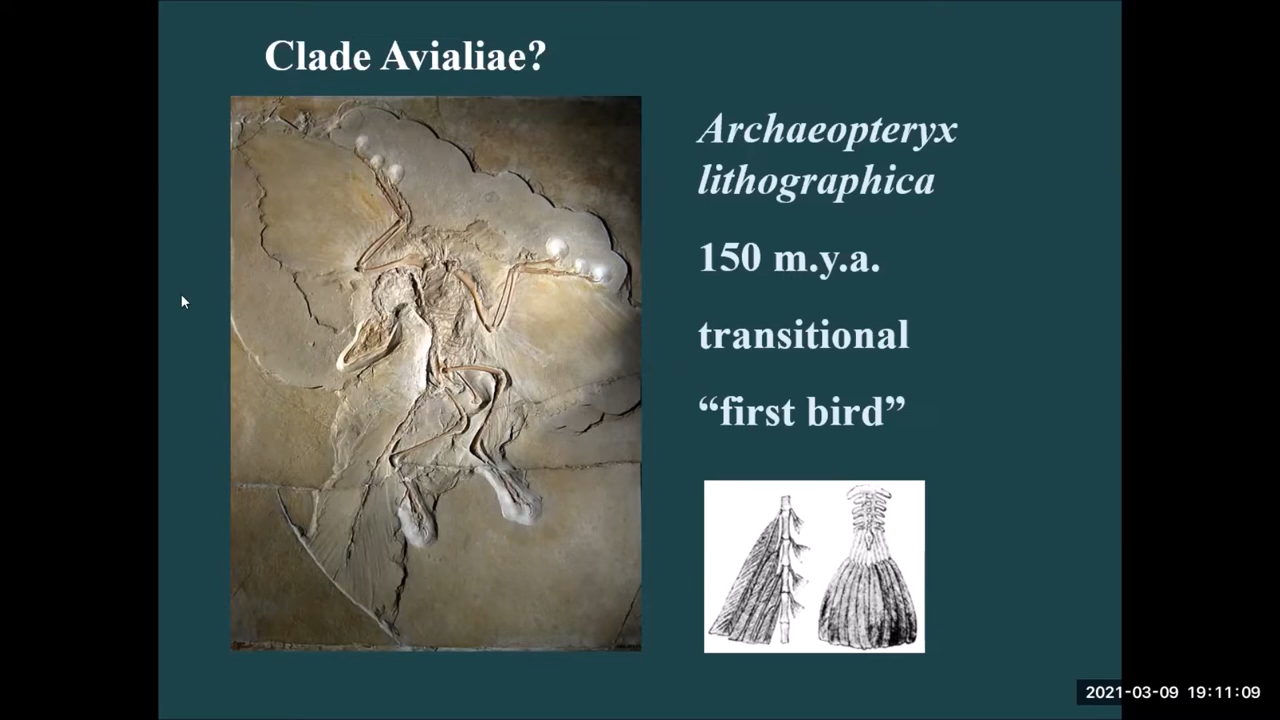 Clade Avialiae?
Archaeopteryx
lithographica
150 m.y.a.
transitional
“first bird”
2021-03-09 19:11:09